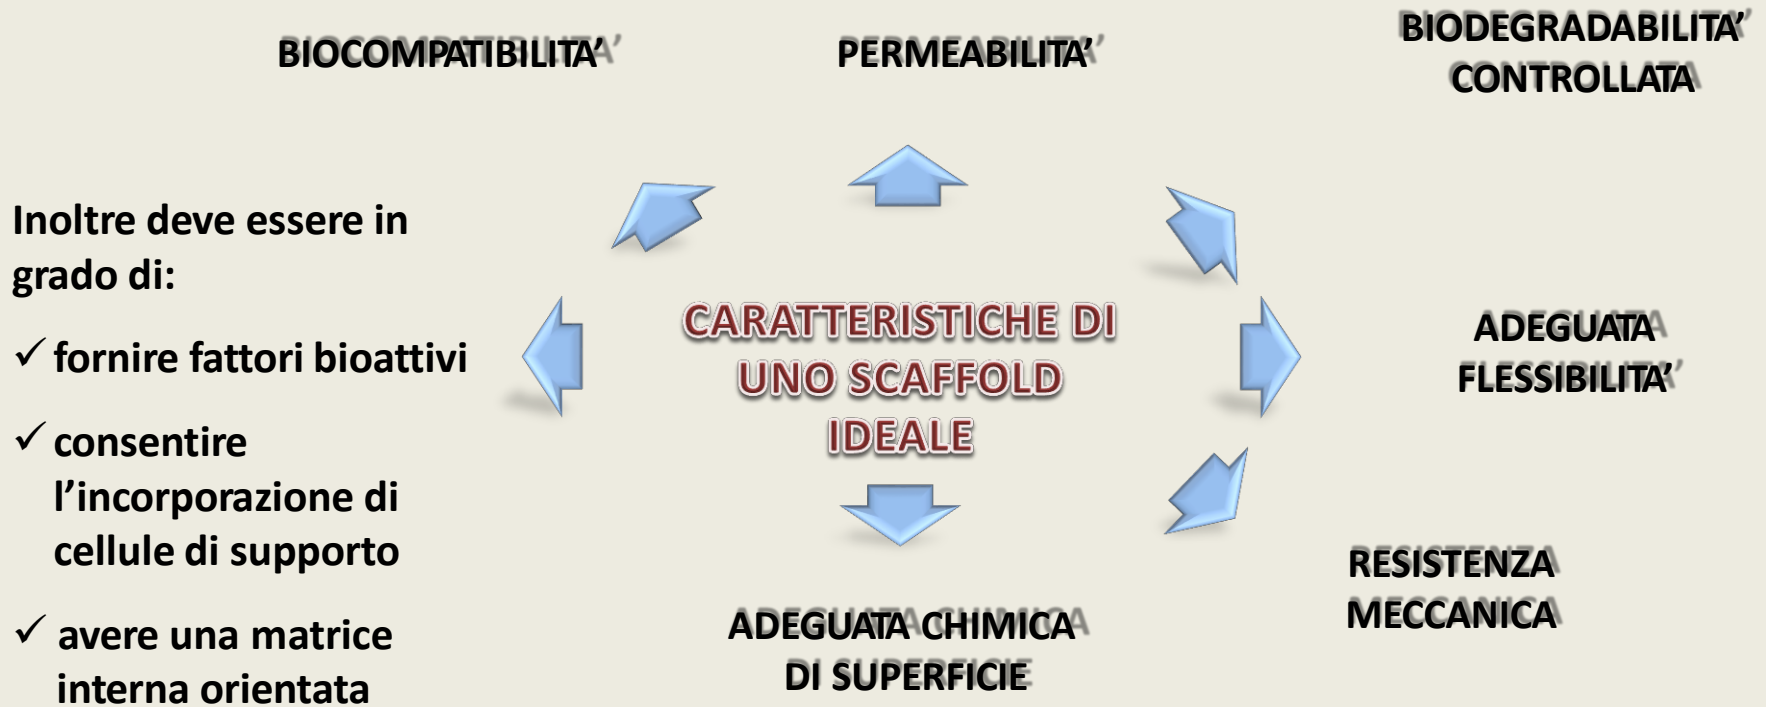 BIOCOMPATIBILITA’
PERMEABILITA’
BIODEGRADABILITA’
CONTROLLATA
Inoltre deve essere in
grado di:
✓ fornire fattori bioattivi
✓ consentire
l’incorporazione di
cellule di supporto
✓ avere una matrice
interna orientata
CARATTERISTICHE DI
UNO SCAFFOLD
IDEALE
ADEGUATA
FLESSIBILITA’
RESISTENZA
MECCANICA
ADEGUATA CHIMICA
DI SUPERFICIE